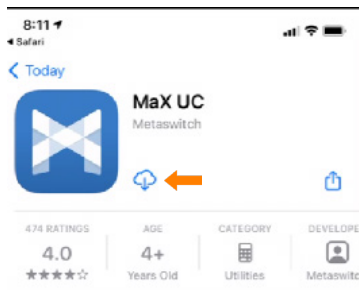 8:11
Safari
Today
MaX UC
Metaswitch
474 RATINGS AGE CATEGORY DEVELOPE
4.0 4+
Years Old Utilities Metaswitc